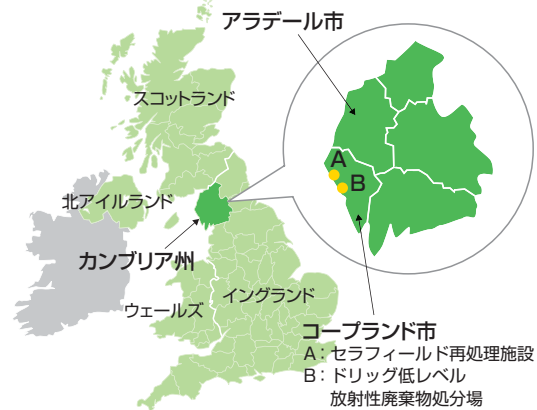 アラデール市
スコットランド
A
B
北アイルランド
カンブリア州
ウェールズ
イングランド
コープランド市
A：セラフィールド再処理施設
B：ドリッグ低レベル
放射性廃棄物処分場